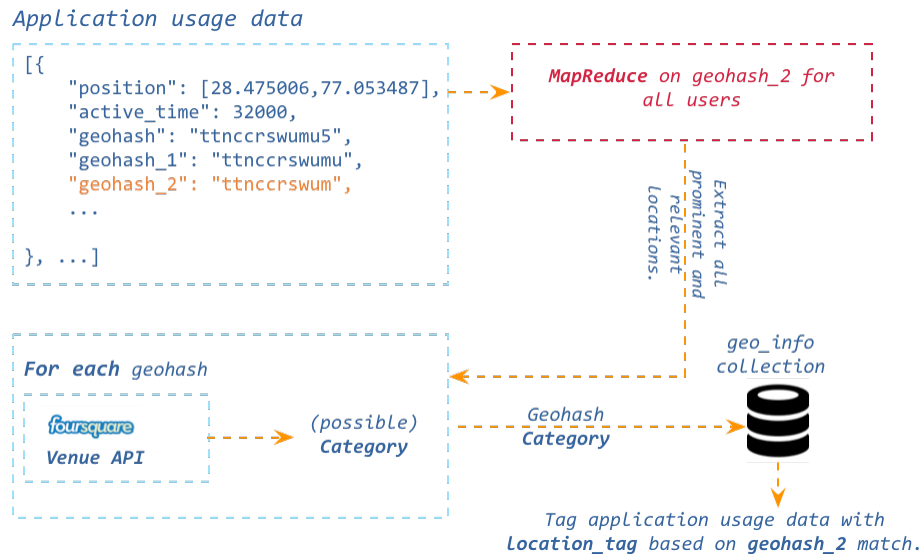 Application usage data
[{
"position": [28.475006,77.053487],
"active_time": 32000,
"geohash": "ttnccrswumu5",
"geohash_1": "ttnccrswumu",
"geohash_2": "ttnccrswum",
...
}, ...]
MapReduce on geohash_2 for
all users
Extract all
prominent and
relevant
locations.
For each geohash
foursquare
Venue API
(possible)
Category
Geohash
Category
geo_info
collection
Tag application usage data with
location_tag based on geohash_2 match.